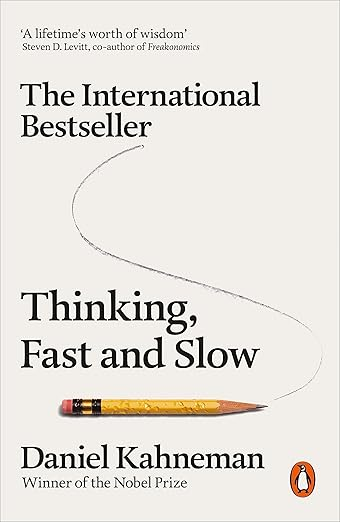 ‘A lifetime’s worth of wisdom’
Steven D. Levitt, co-author of Freakonomics
The International
Bestseller
Thinking,
Fast and Slow
Daniel Kahneman
Winner of the Nobel Prize